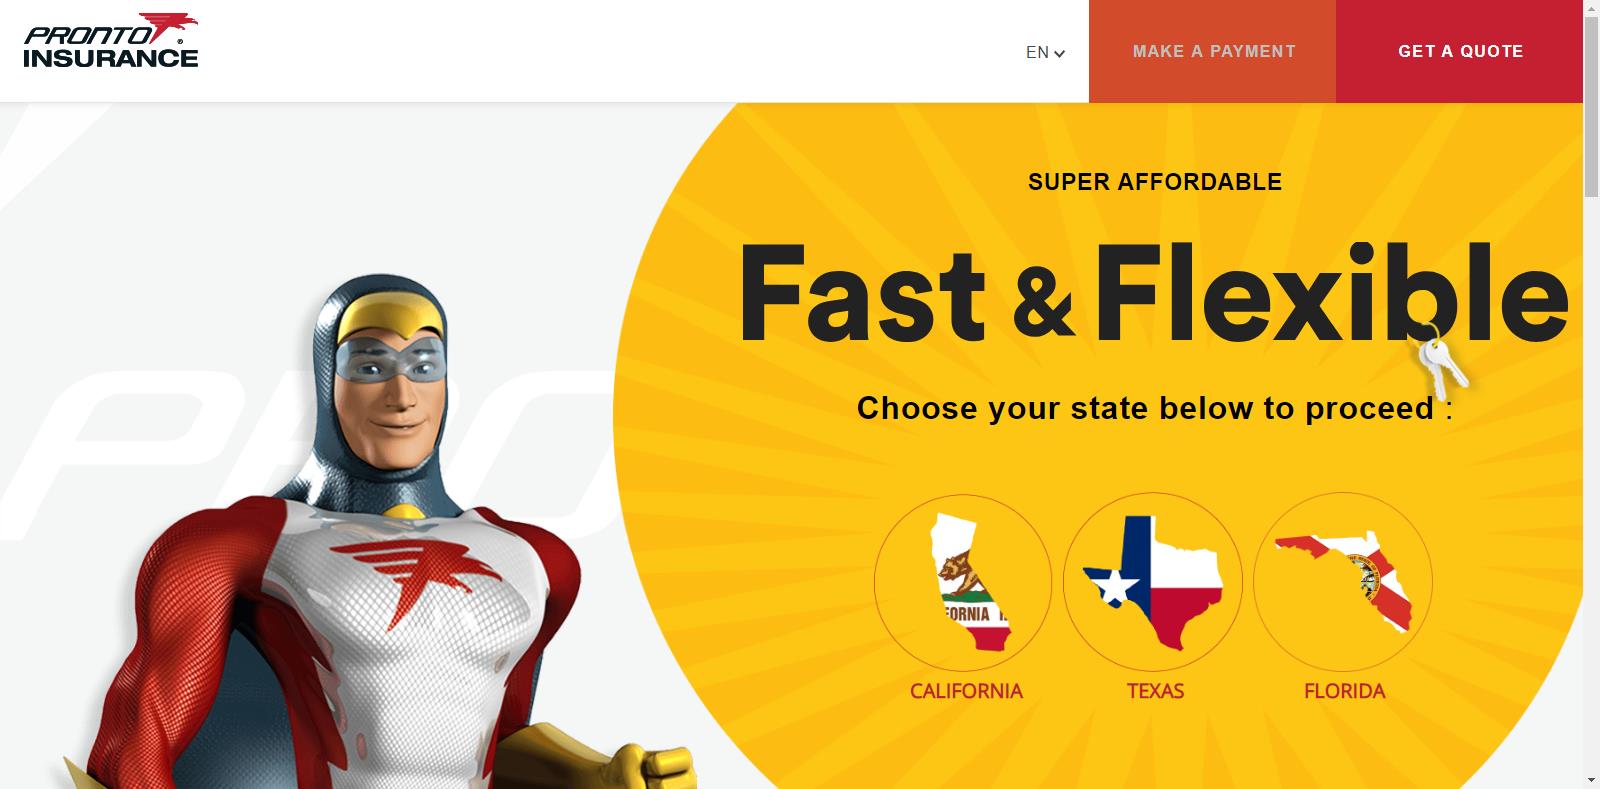 PRONTO
INSURANCE
EN
MAKE A PAYMENT
GET A QUOTE
SUPER AFFORDABLE
Fast & Flexible
Choose your state below to proceed :
CALIFORNIA
TEXAS
FLORIDA